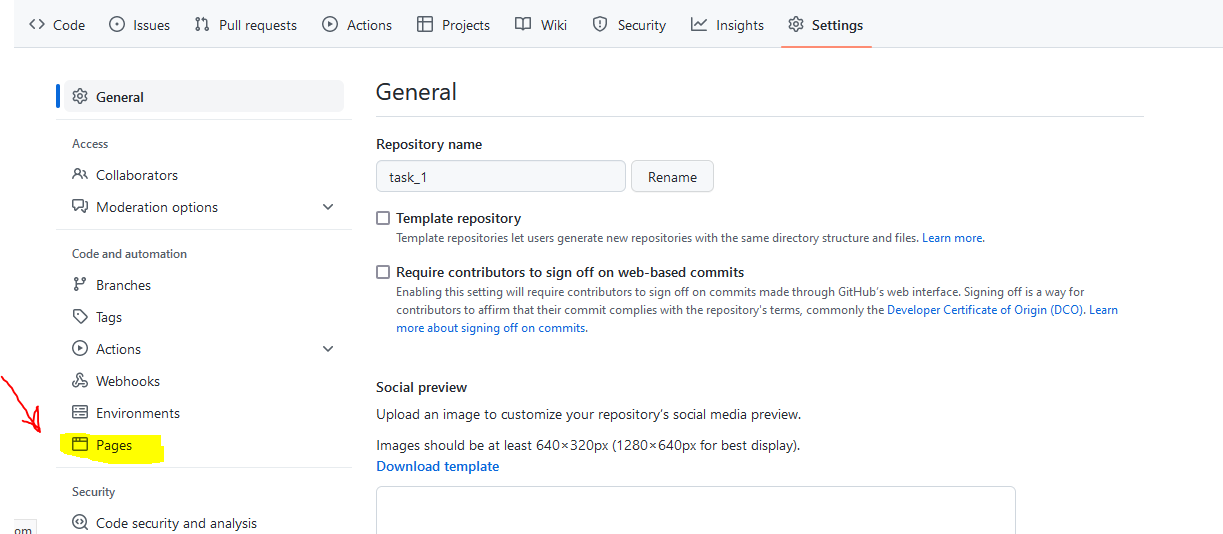 Code Issues Pull requests Actions Projects Wiki Security Insights Settings
General
Access
Collaborators
Moderation options
Code and automation
Branches
Tags
Actions
Webhooks
Environments
Pages
Security
Code security and analysis
om
General
Repository name
task_1 Rename
Template repository
Template repositories let users generate new repositories with the same directory structure and files. Learn more.
Require contributors to sign off on web-based commits
Enabling this setting will require contributors to sign off on commits made through GitHub's web interface. Signing off is a way for
contributors to affirm that their commit complies with the repository's terms, commonly the Developer Certificate of Origin (DCO). Learn
more about signing off on commits.
Social preview
Upload an image to customize your repository's social media preview.
Images should be at least 640×320px (1280×640px for best display).
Download template